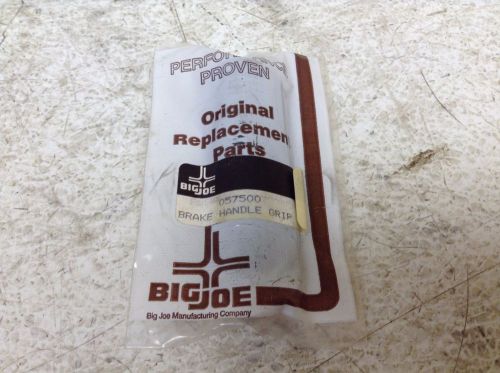 PERFORMANCE
PROVEN
Original
Replacement
Parts
BIG JOE
057500
BRAKE HANDLE GRIP
BIG JOE
Big Joe Manufacturing Company